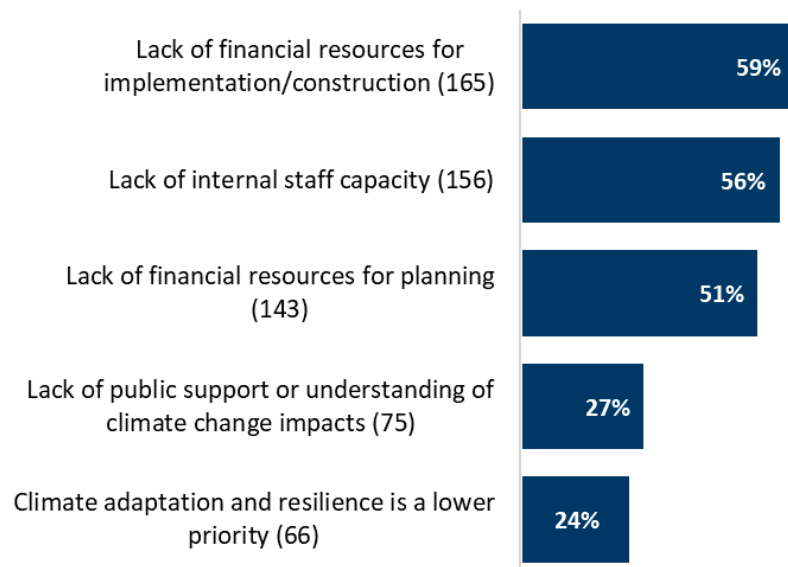 Lack of financial resources for
implementation/construction (165)
59%
Lack of internal staff capacity (156)
56%
Lack of financial resources for planning
(143)
51%
Lack of public support or understanding of
climate change impacts (75)
27%
Climate adaptation and resilience is a lower
priority (66)
24%